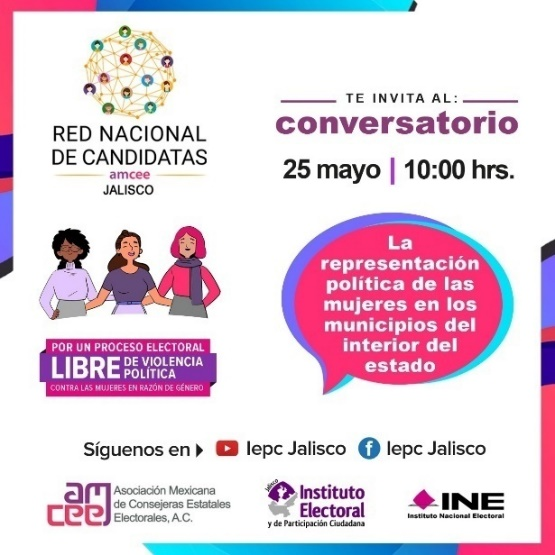 RED NACIONAL
DE CANDIDATAS
amcee
JALISCO
TE INVITA AL:
conversatorio
25 mayo | 10:00 hrs.
La
representación
política de las
mujeres en los
municipios del
interior del
estado
POR UN PROCESO ELECTORAL
LIBRE DE VIOLENCIA
POLÍTICA
CONTRA LAS MUJERES EN RAZÓN DE GÉNERO
Síguenos en Iepc Jalisco Iepc Jalisco
am
cee
Asociación Mexicana
de Consejeras Estatales
Electorales, A.C.
Jalisco
Instituto
Electoral
y de Participación Ciudadana
INE
Instituto Nacional Electoral